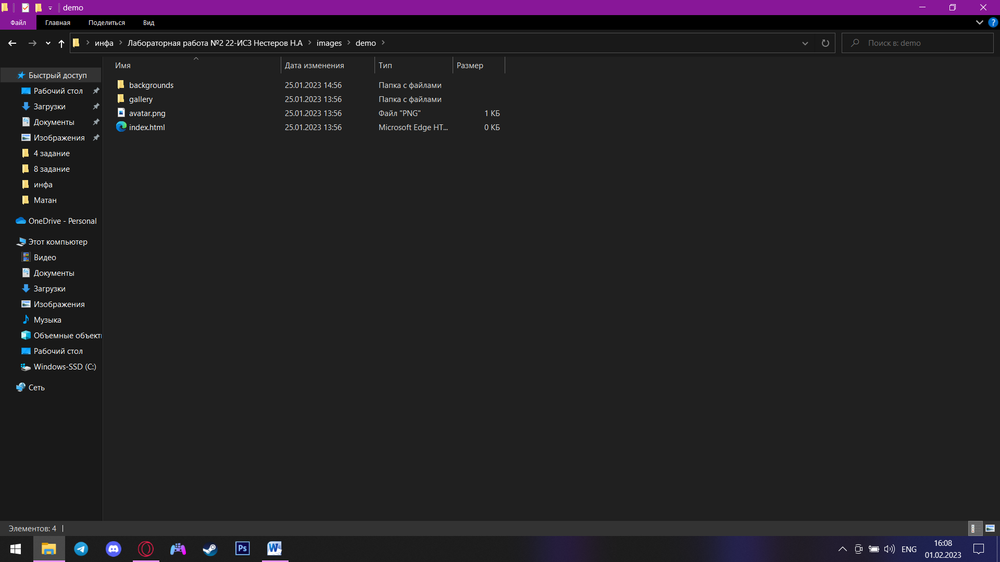 demo
Файл Главная Поделиться Вид
инфа Лабораторная работа №2 22-ИС3 Нестеров Н.А images demo
Поиск в: demo
Имя Дата изменения Тип Размер
backgrounds 25.01.2023 14:56 Папка с файлами
gallery 25.01.2023 13:56 Папка с файлами
avatar.png 25.01.2023 13:56 Файл "PNG" 1 КБ
index.html 25.01.2023 13:56 Microsoft Edge HT... 0 КБ
Быстрый доступ
Рабочий стол
Загрузки
Документы
Изображения
4 задание
8 задание
инфа
Матан
OneDrive - Personal
Этот компьютер
Видео
Документы
Загрузки
Изображения
Музыка
Объемные объект
Рабочий стол
Windows-SSD (C:)
Сеть
Элементов: 4
Ps
W
ENG
16:08
01.02.2023